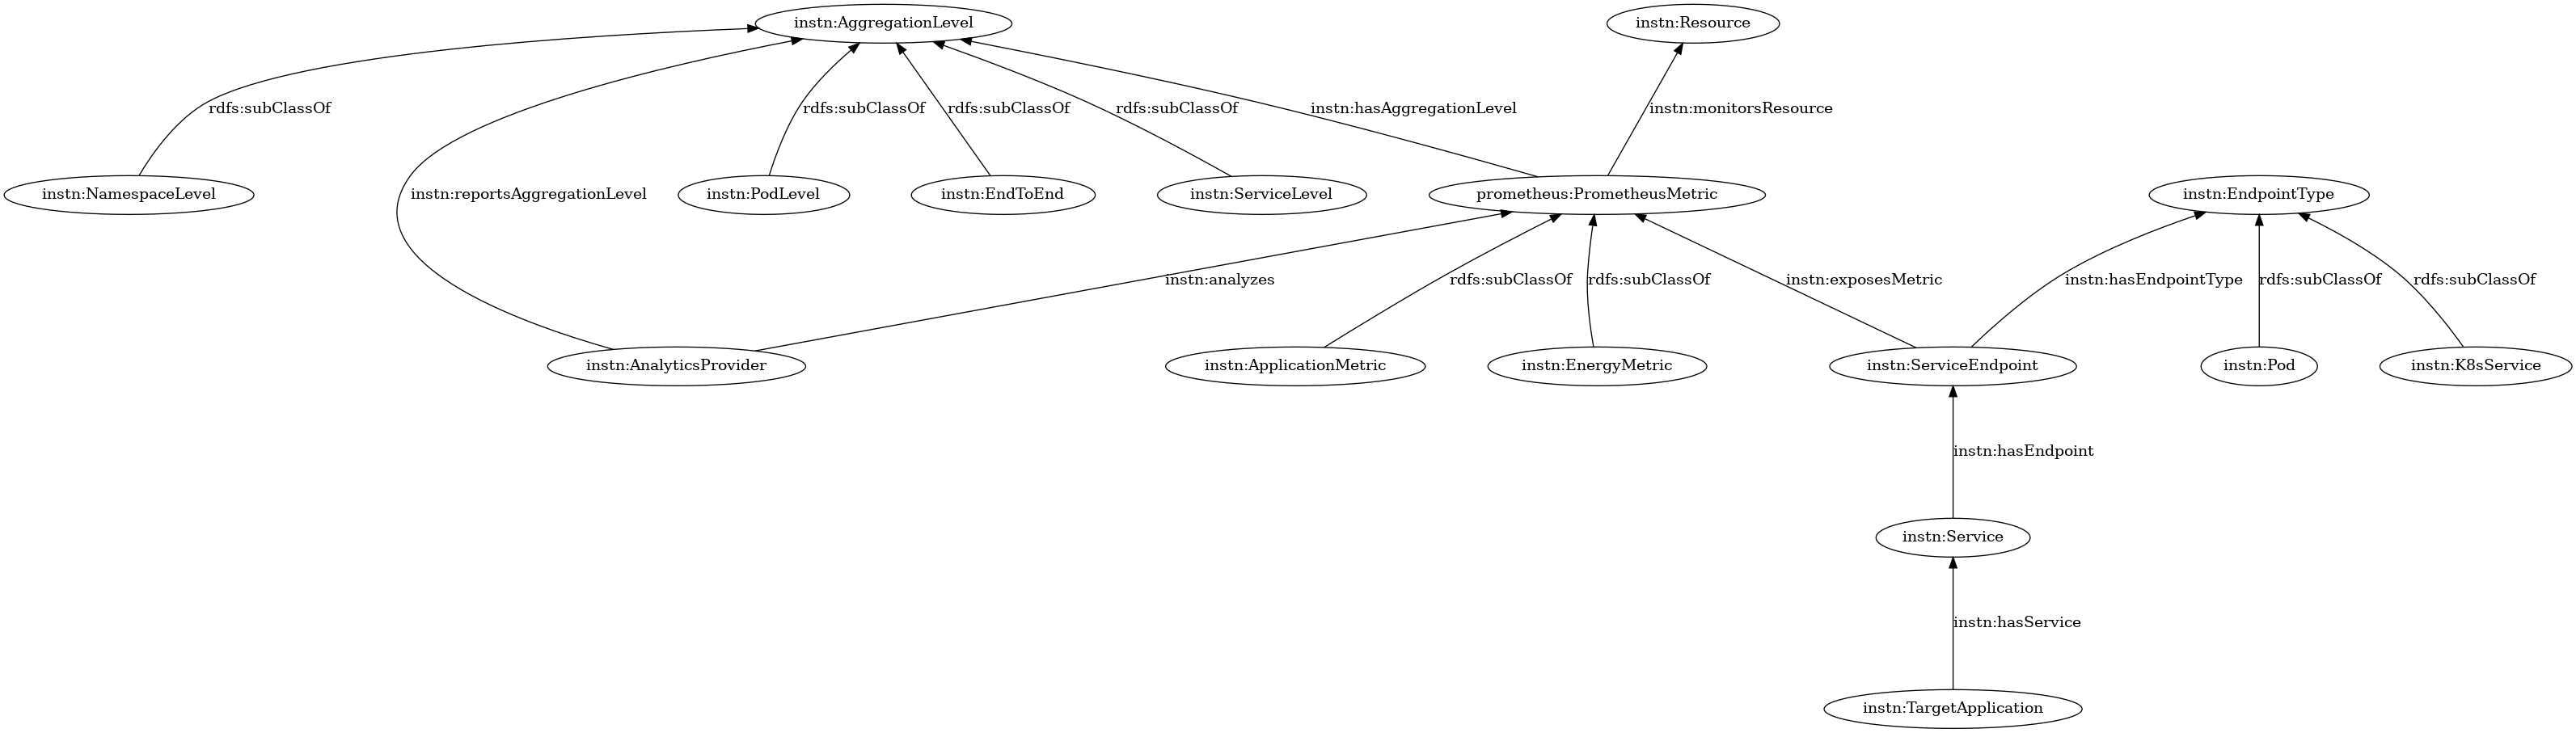 instn:AggregationLevel
instn:Resource
rdfs:subClassOf
rdfs:subClassOf
rdfs:subClassOf
rdfs:subClassOf
instn:hasAggregationLevel
instn:monitorsResource
instn:NamespaceLevel
instn:reportsAggregationLevel
instn:PodLevel
instn:EndToEnd
instn:ServiceLevel
prometheus:PrometheusMetric
instn:EndpointType
instn:analyzes
rdfs:subClassOf
rdfs:subClassOf
instn:exposesMetric
instn:hasEndpointType
rdfs:subClassOf
rdfs:subClassOf
instn:AnalyticsProvider
instn:ApplicationMetric
instn:EnergyMetric
instn:ServiceEndpoint
instn:Pod
instn:K8sService
instn:hasEndpoint
instn:Service
instn:hasService
instn:TargetApplication